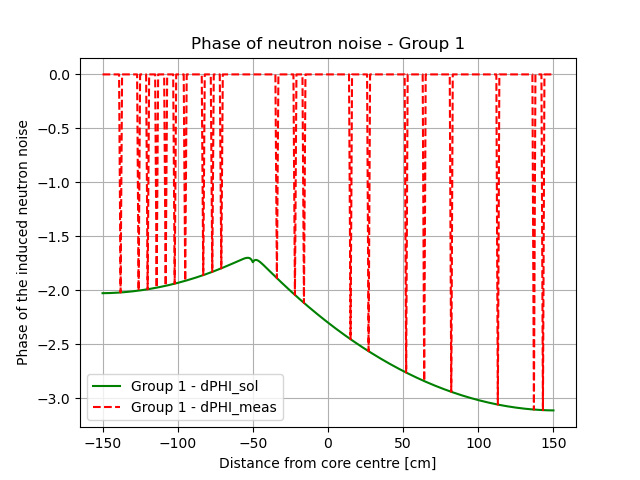 Phase of neutron noise - Group 1
Phase of the induced neutron noise
0.0
−0.5
−1.0
−1.5
−2.0
−2.5
−3.0
Group 1 - dPHI_sol
Group 1 - dPHI_meas
−150
−100
−50
0
50
100
150
Distance from core centre [cm]